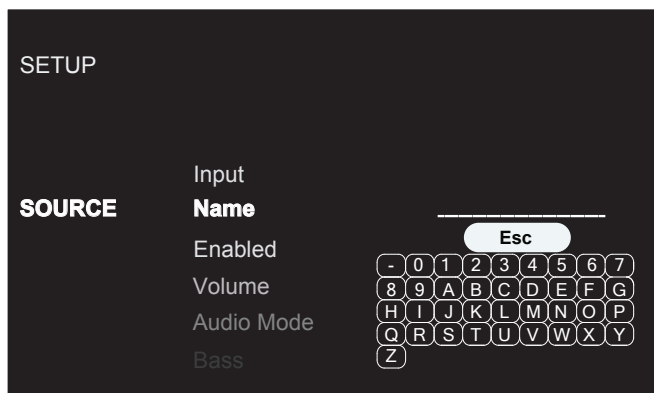 SETUP
Input
SOURCE Name ____________
Esc
Enabled
- 0 1 2 3 4 5 6 7
Volume 8 9 A B C D E F G
H I J K L M N O P
Audio Mode
Q R S T U V W X Y
Bass Z